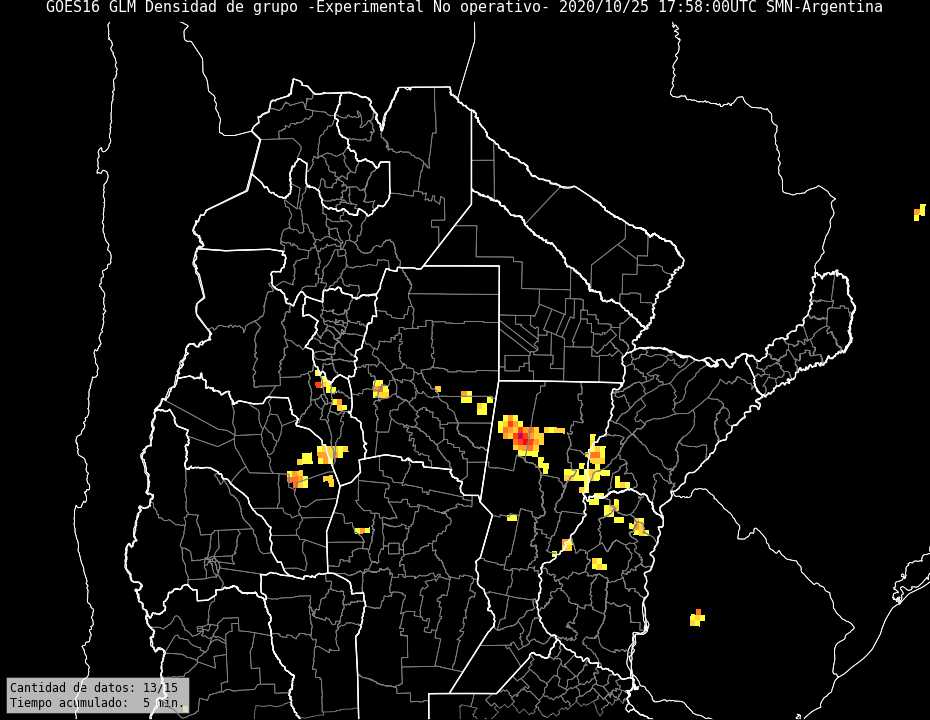 GOES16 GLM Densidad de grupo -Experimental No operativo- 2020/10/25 17:58:00UTC SMN-Argentina
Cantidad de datos: 13/15
Tiempo acumulado:  5 min.